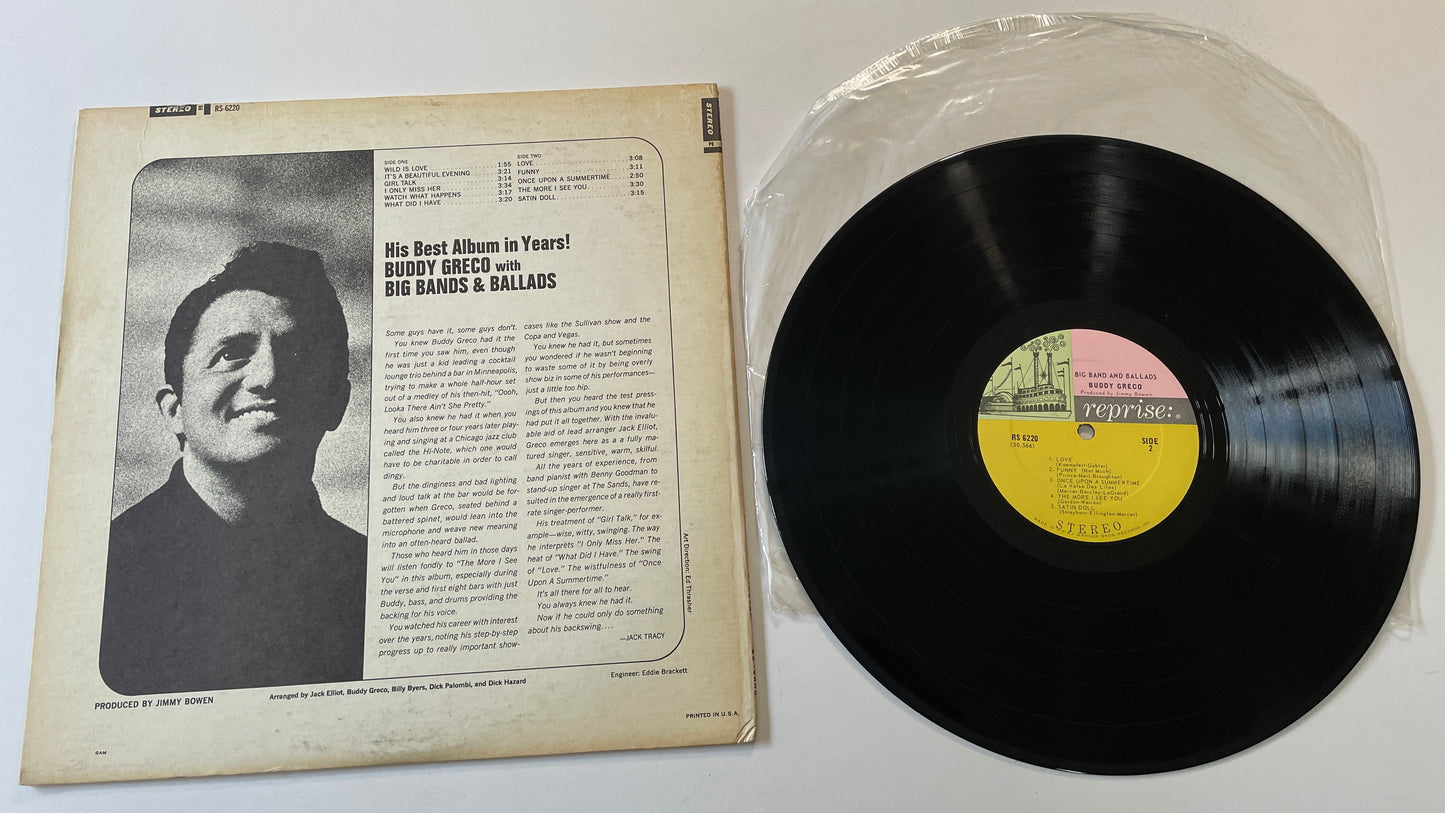 STEREO RS-6220
STEREO
SIDE ONE
WILD IS LOVE 1:55
IT'S A BEAUTIFUL EVENING 3:21
GIRL TALK 3:14
I ONLY MISS HER 3:34
WATCH WHAT HAPPENS 3:17
WHAT DID I HAVE 3:20
SIDE TWO
LOVE 3:08
FUNNY 3:11
ONCE UPON A SUMMERTIME 2:50
THE MORE I SEE YOU 3:30
SATIN DOLL 3:15
His Best Album in Years!
BUDDY GRECO with
BIG BANDS & BALLADS
Some guys have it, some guys don't.
You knew Buddy Greco had it the
first time you saw him, even though
he was just a kid leading a cocktail
lounge trio behind a bar in Minneapolis,
trying to make a whole half-hour set
out of a medley of his then-hit, "Oooh,
Looka There Ain't She Pretty."
You also knew he had it when you
heard him three or four years later play-
ing and singing at a Chicago jazz club
called the Hi-Note, which one would
have to be charitable in order to call
dingy.
But the dinginess and bad lighting
and loud talk at the bar would be for-
gotten when Greco, seated behind a
battered spinet, would lean into the
microphone and weave new meaning
into an often-heard ballad.
Those who heard him in those days
will listen fondly to "The More I See
You" in this album, especially during
the verse and first eight bars with just
Buddy, bass, and drums providing the
backing for his voice.
You watched his career with interest
over the years, noting his step-by-step
progress up to really important show-
cases like the Sullivan show and the
Copa and Vegas.
You knew he had it, but sometimes
you wondered if he wasn't beginning
to waste some of it by being overly
show biz in some of his performances—
just a little too hip.
But then you heard the test press-
ings of this album and you knew that he
had put it all together. With the invalu-
able aid of lead arranger Jack Elliot,
Greco emerges here as a a fully ma-
tured singer, sensitive, warm, skilful.
All the years of experience, from
band pianist with Benny Goodman to
stand-up singer at The Sands, have re-
sulted in the emergence of a really first-
rate singer-performer.
His treatment of "Girl Talk," for ex-
ample—wise, witty, swinging. The way
he interprets "I Only Miss Her." The
heat of "What Did I Have." The swing
of "Love." The wistfulness of "Once
Upon A Summertime."
It's all there for all to hear.
You always knew he had it.
Now if he could only do something
about his backswing....
—JACK TRACY
Art Direction: Ed Thrasher
Engineer: Eddie Brackett
Arranged by Jack Elliot, Buddy Greco, Billy Byers, Dick Palombi, and Dick Hazard
PRODUCED BY JIMMY BOWEN
PRINTED IN U.S.A.
GAM
BIG BAND AND BALLADS
BUDDY GRECO
Produced by Jimmy Bowen
reprise:
RS 6220
(30,566)
SIDE
2
1. LOVE
(Kaempfert-Gabler)
2. FUNNY (Not Much)
(Prince-Neil-Broughton)
3. ONCE UPON A SUMMERTIME
(La Valse Des Lilas)
(Mercer-Barclay-LeGrand)
4. THE MORE I SEE YOU
(Gordon-Warren)
5. SATIN DOLL
(Strayhorn-Ellington-Mercer)
STEREO